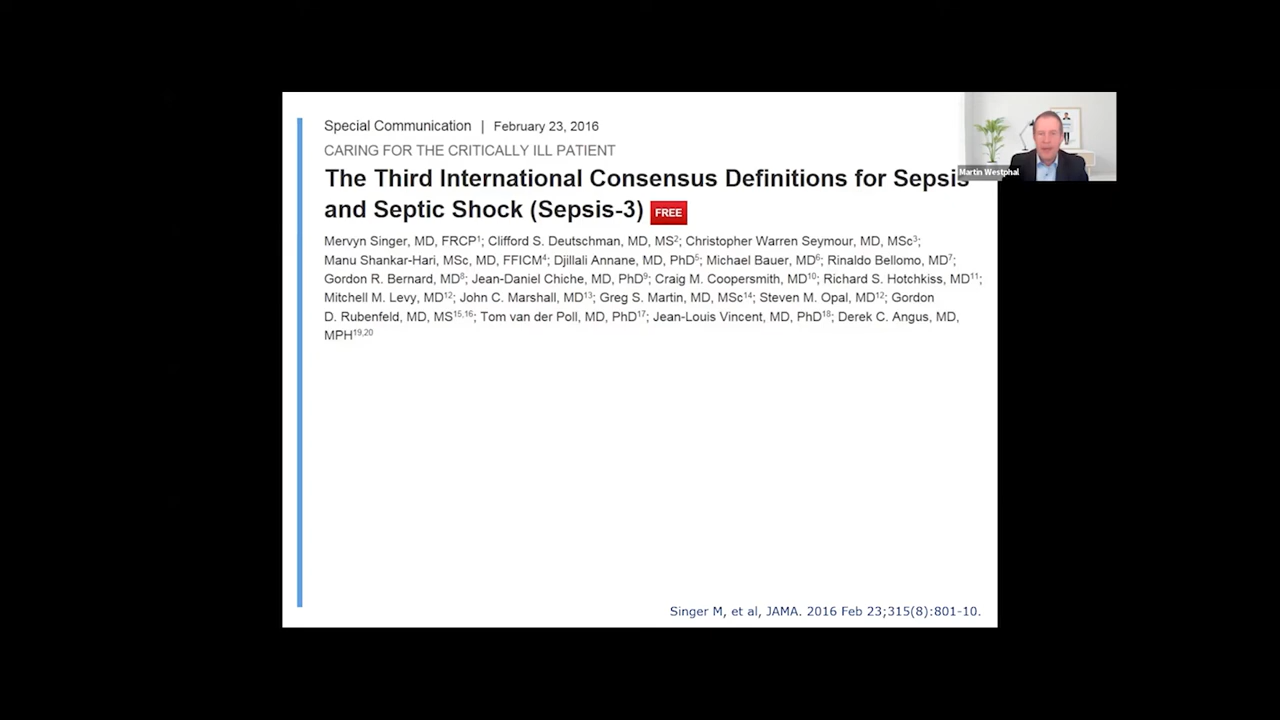 Special Communication | February 23, 2016
CARING FOR THE CRITICALLY ILL PATIENT
The Third International Consensus Definitions for Sepsis
and Septic Shock (Sepsis-3) FREE
Mervyn Singer, MD, FRCP1; Clifford S. Deutschman, MD, MS2; Christopher Warren Seymour, MD, MSc3;
Manu Shankar-Hari, MSc, MD, FFICM4; Djillali Annane, MD, PhD5; Michael Bauer, MD6; Rinaldo Bellomo, MD7;
Gordon R. Bernard, MD8; Jean-Daniel Chiche, MD, PhD9; Craig M. Coopersmith, MD10; Richard S. Hotchkiss, MD11;
Mitchell M. Levy, MD12; John C. Marshall, MD13; Greg S. Martin, MD, MSc14; Steven M. Opal, MD12; Gordon
D. Rubenfeld, MD, MS15,16; Tom van der Poll, MD, PhD17; Jean-Louis Vincent, MD, PhD18; Derek C. Angus, MD,
MPH19,20
Martin Westphal
Singer M, et al, JAMA. 2016 Feb 23;315(8):801-10.